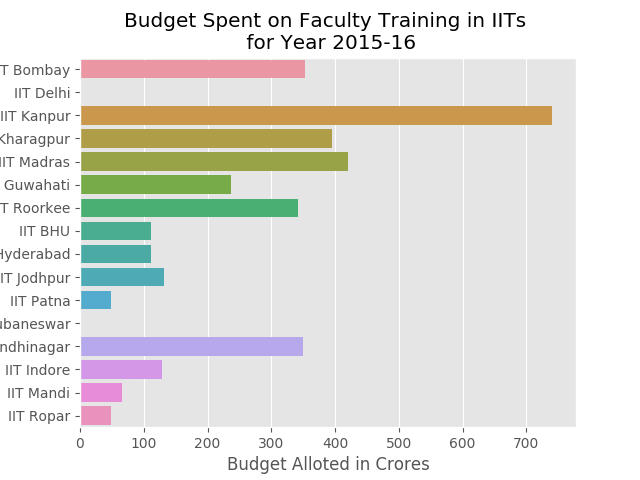 Budget Spent on Faculty Training in IITs
for Year 2015-16
T Bombay
IIT Delhi
IIT Kanpur
Kharagpur
IIT Madras
Guwahati
T Roorkee
IIT BHU
Hyderabad
IT Jodhpur
IIT Patna
ubaneswar
ndhinagar
IIT Indore
IIT Mandi
IIT Ropar
0 100 200 300 400 500 600 700
Budget Alloted in Crores